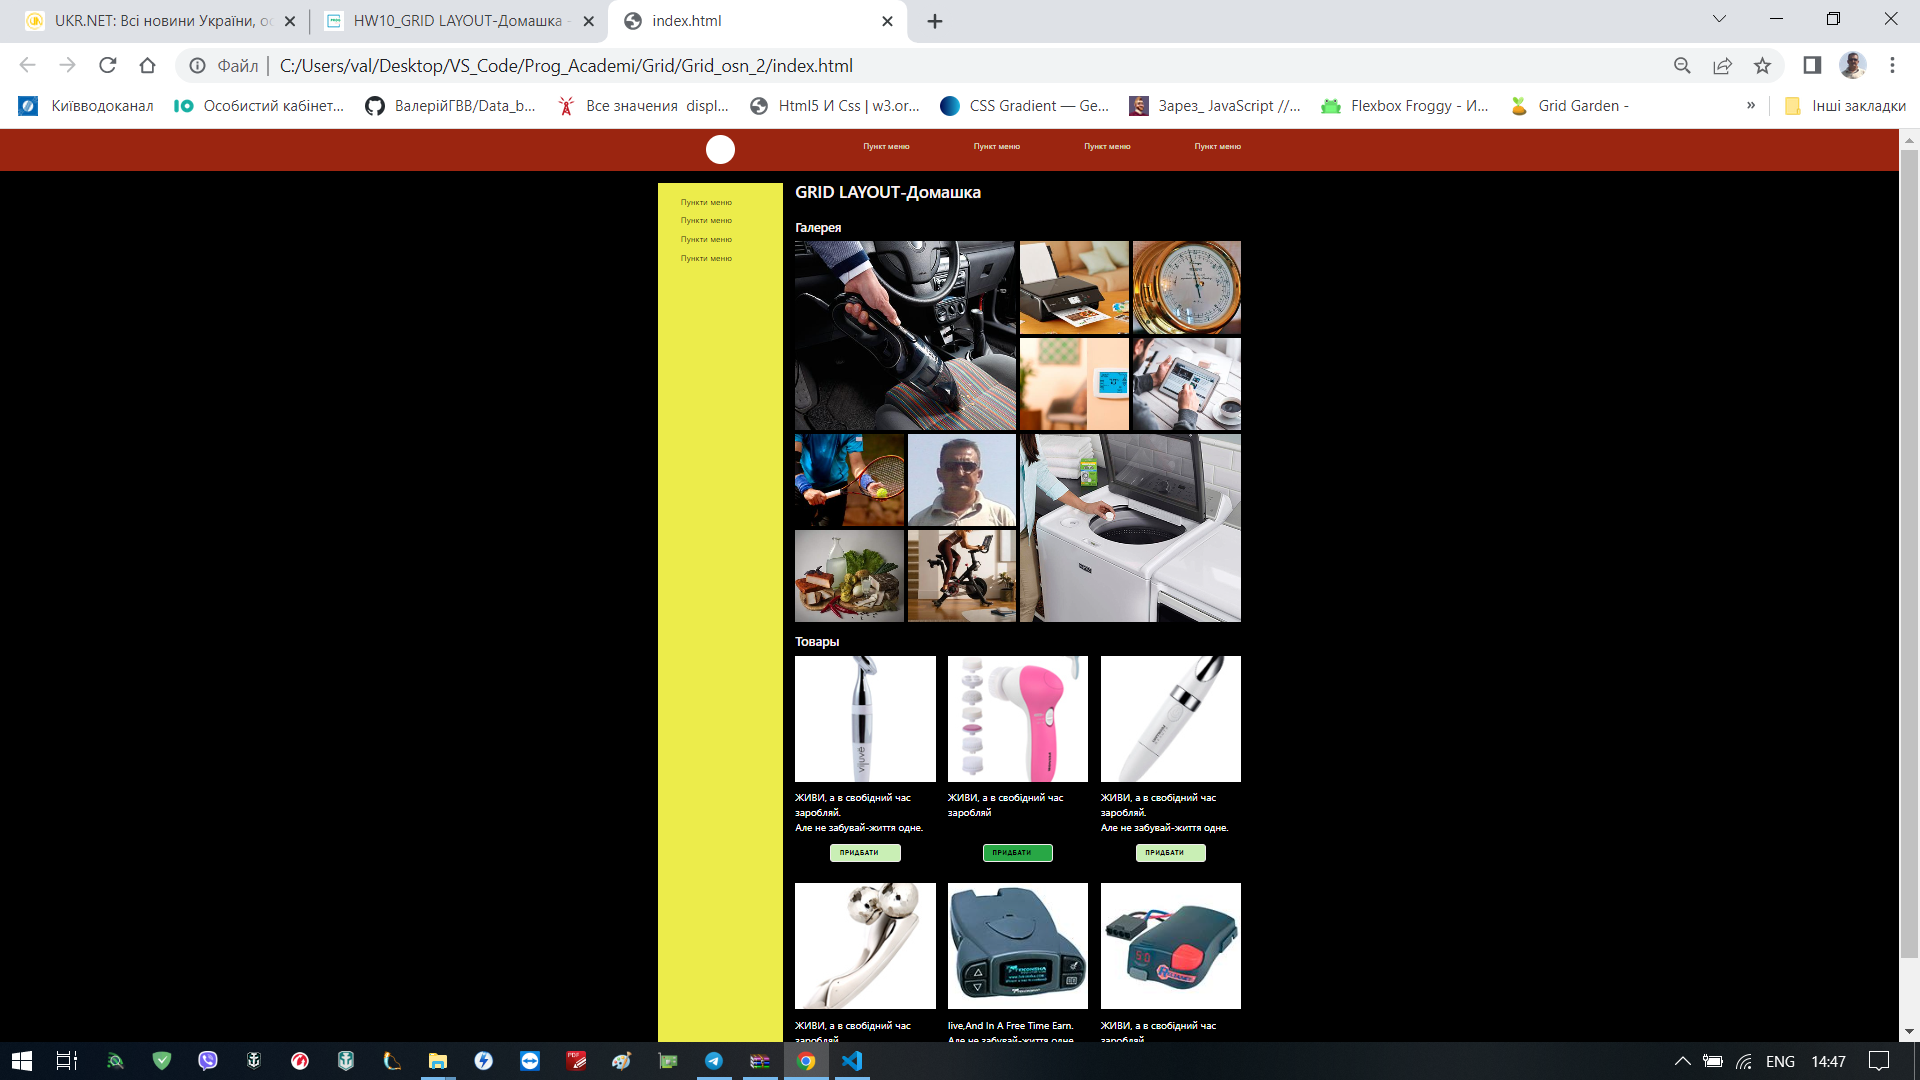 UKR.NET: Всі новини України, ос
HW10_GRID LAYOUT-Домашка -
index.html
Файл
C:/Users/val/Desktop/VS_Code/Prog_Academi/Grid/Grid_osn_2/index.html
Київводоканал
Особистий кабінет...
ВалерійГВВ/Data_b...
Все значения displ...
Html5 И Css | w3.or...
CSS Gradient — Ge...
Зарез_ JavaScript //...
Flexbox Froggy - И...
Grid Garden -
»
Інші закладки
Пункт меню
Пункт меню
Пункт меню
Пункт меню
Пункти меню
Пункти меню
Пункти меню
Пункти меню
GRID LAYOUT-Домашка
Галерея
Товары
ЖИВИ, а в свобідний час
заробляй.
Але не забувай-життя одне.
ПРИДБАТИ
ЖИВИ, а в свобідний час
заробляй
ПРИДБАТИ
ЖИВИ, а в свобідний час
заробляй.
Але не забувай-життя одне.
ПРИДБАТИ
ЖИВИ, а в свобідний час
заробляй.
live,And In A Free Time Earn.
Але не забувай-життя одне.
ЖИВИ, а в свобідний час
заробляй.
ENG
14:47